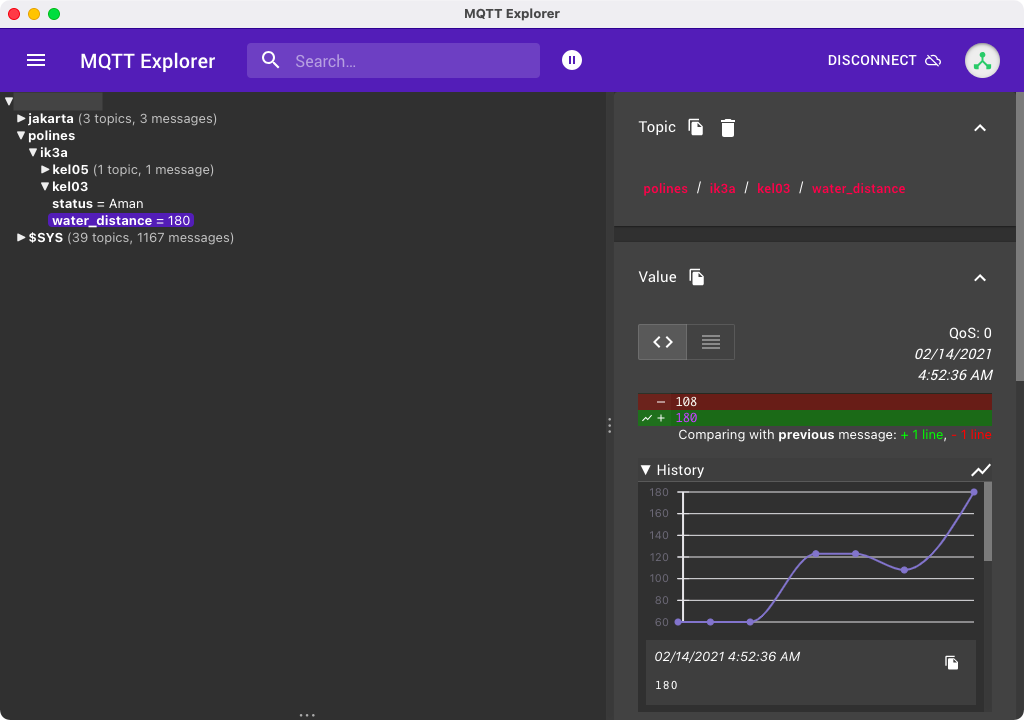 MQTT Explorer
MQTT Explorer
Search...
DISCONNECT
▼
▶ jakarta (3 topics, 3 messages)
▼ polines
▼ ik3a
▶ kel05 (1 topic, 1 message)
▼ kel03
status = Aman
water_distance = 180
▶ $SYS (39 topics, 1167 messages)
Topic
polines / ik3a / kel03 / water_distance
Value
QoS: 0
02/14/2021
4:52:36 AM
- 108
+ 180
Comparing with previous message: + 1 line, - 1 line
▼ History
180
160
140
120
100
80
60
02/14/2021 4:52:36 AM
180